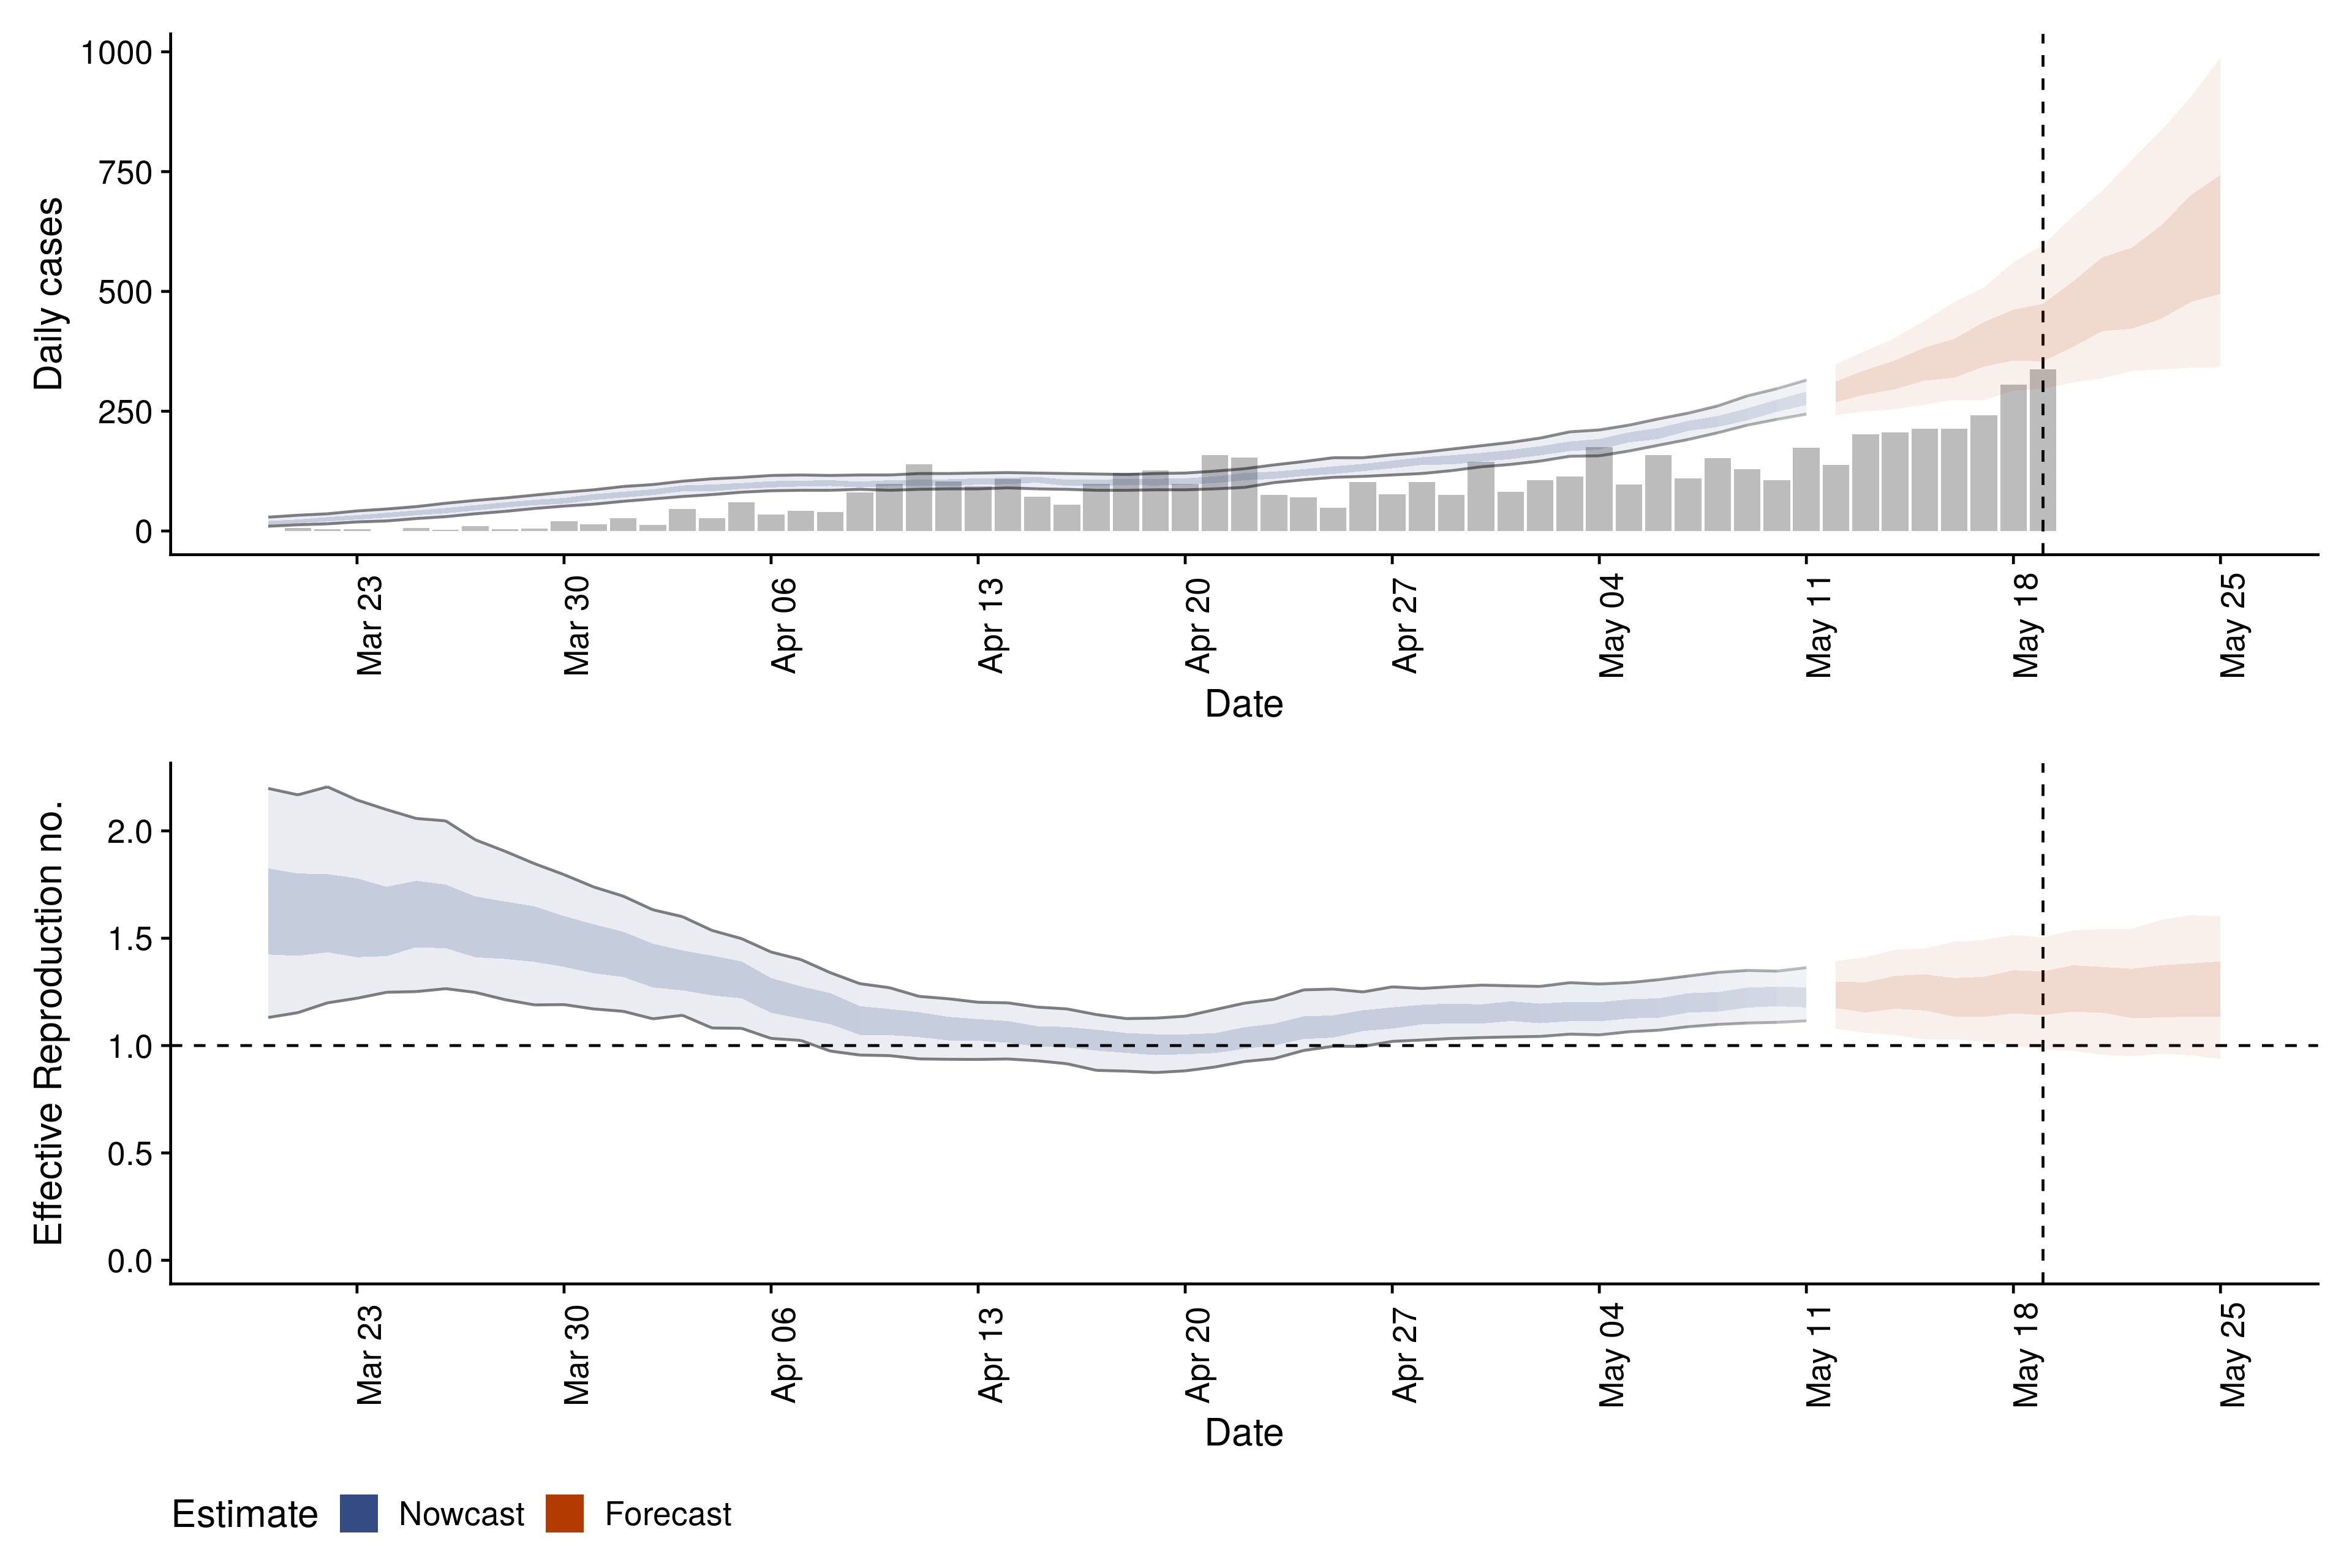 Daily cases
1000
750
500
250
0
Mar 23
Mar 30
Apr 06
Apr 13
Apr 20
Apr 27
May 04
May 11
May 18
May 25
Date
Effective Reproduction no.
2.0
1.5
1.0
0.5
0.0
Mar 23
Mar 30
Apr 06
Apr 13
Apr 20
Apr 27
May 04
May 11
May 18
May 25
Date
Estimate Nowcast Forecast